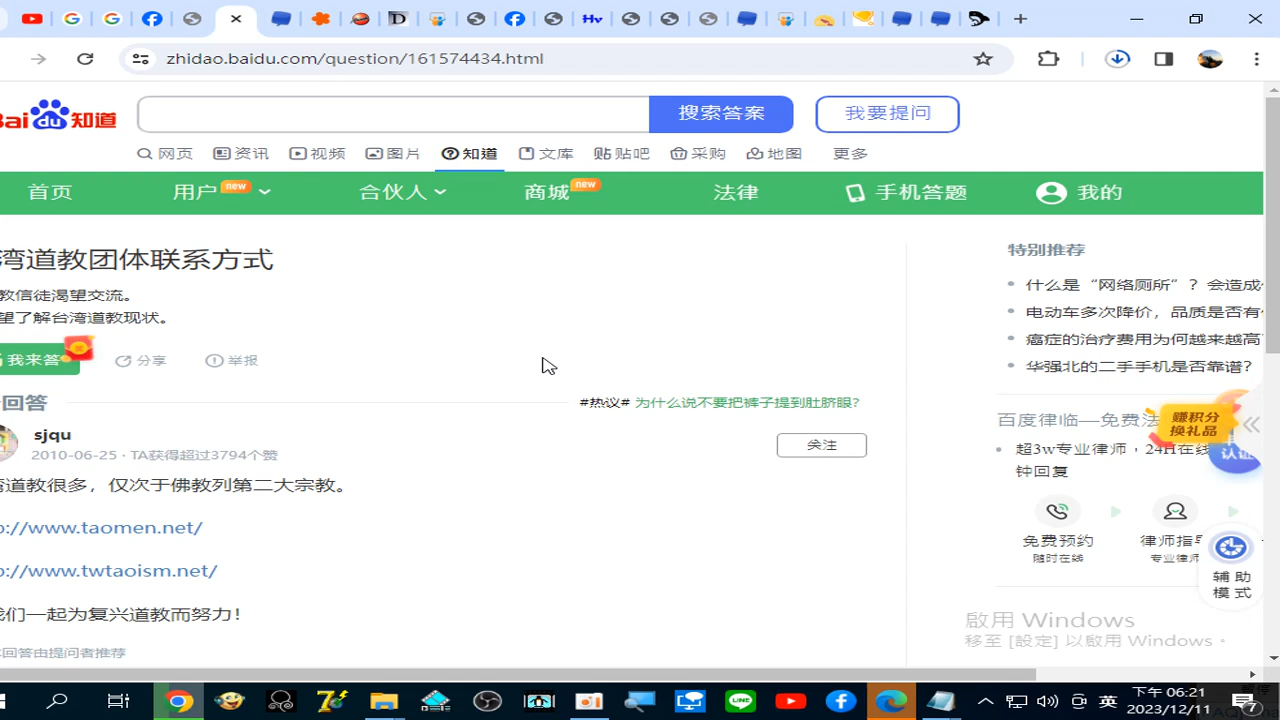 zhidao.baidu.com/question/161574434.html
Bai du 知道
搜索答案
我要提问
网页 资讯 视频 图片 知道 文库 贴吧 采购 地图 更多
首页 用户 new 合伙人 商城 new 法律 手机答题 我的
湾道教团体联系方式
教信徒渴望交流。
望了解台湾道教现状。
我来答 分享 举报
回答
#热议# 为什么说不要把裤子提到肚脐眼?
sjqu
2010-06-25 · TA获得超过3794个赞
关注
湾道教很多，仅次于佛教列第二大宗教。
p://www.taomen.net/
p://www.twtaoism.net/
我们一起为复兴道教而努力！
本回答由提问者推荐
特别推荐
什么是“网络厕所”？会造成
电动车多次降价，品质是否有
癌症的治疗费用为何越来越高
华强北的二手手机是否靠谱?
百度律临—免费法
超3w专业律师，24H在线
钟回复
赚积分
换礼品
认证
免费预约
随时在线
律师指导
专业律师
辅助
模式
啟用 Windows
移至 [設定] 以啟用 Windows。
英
下午 06:21
2023/12/11
7